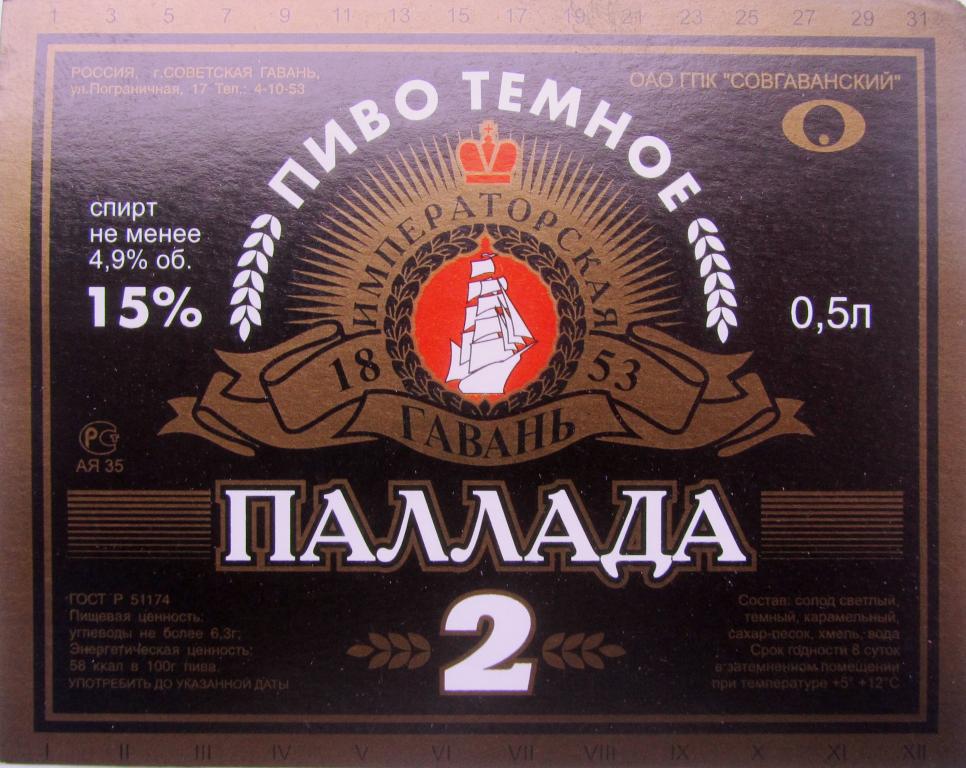 1 3 5 7 9 11 13 15 17 19 21 23 25 27 29 31
РОССИЯ, г.СОВЕТСКАЯ ГАВАНЬ,
ул.Пограничная, 17 Тел.: 4-10-53
ОАО ГПК "СОВГАВАНСКИЙ"
ПИВО ТЕМНОЕ
ИМПЕРАТОРСКАЯ
1853
ГАВАНЬ
спирт
не менее
4,9% об.
15%
0,5л
РСТ
АЯ 35
ПАЛЛАДА
2
ГОСТ Р 51174
Пищевая ценность:
углеводы не более 6,3г;
Энергетическая ценность:
58 ккал в 100г пива.
УПОТРЕБИТЬ ДО УКАЗАННОЙ ДАТЫ
Состав: солод светлый,
темный, карамельный,
сахар-песок, хмель, вода
Срок годности 8 суток
в затемненном помещении
при температуре +5° +12°С
I II III IV V VI VII VIII IX X XI XII